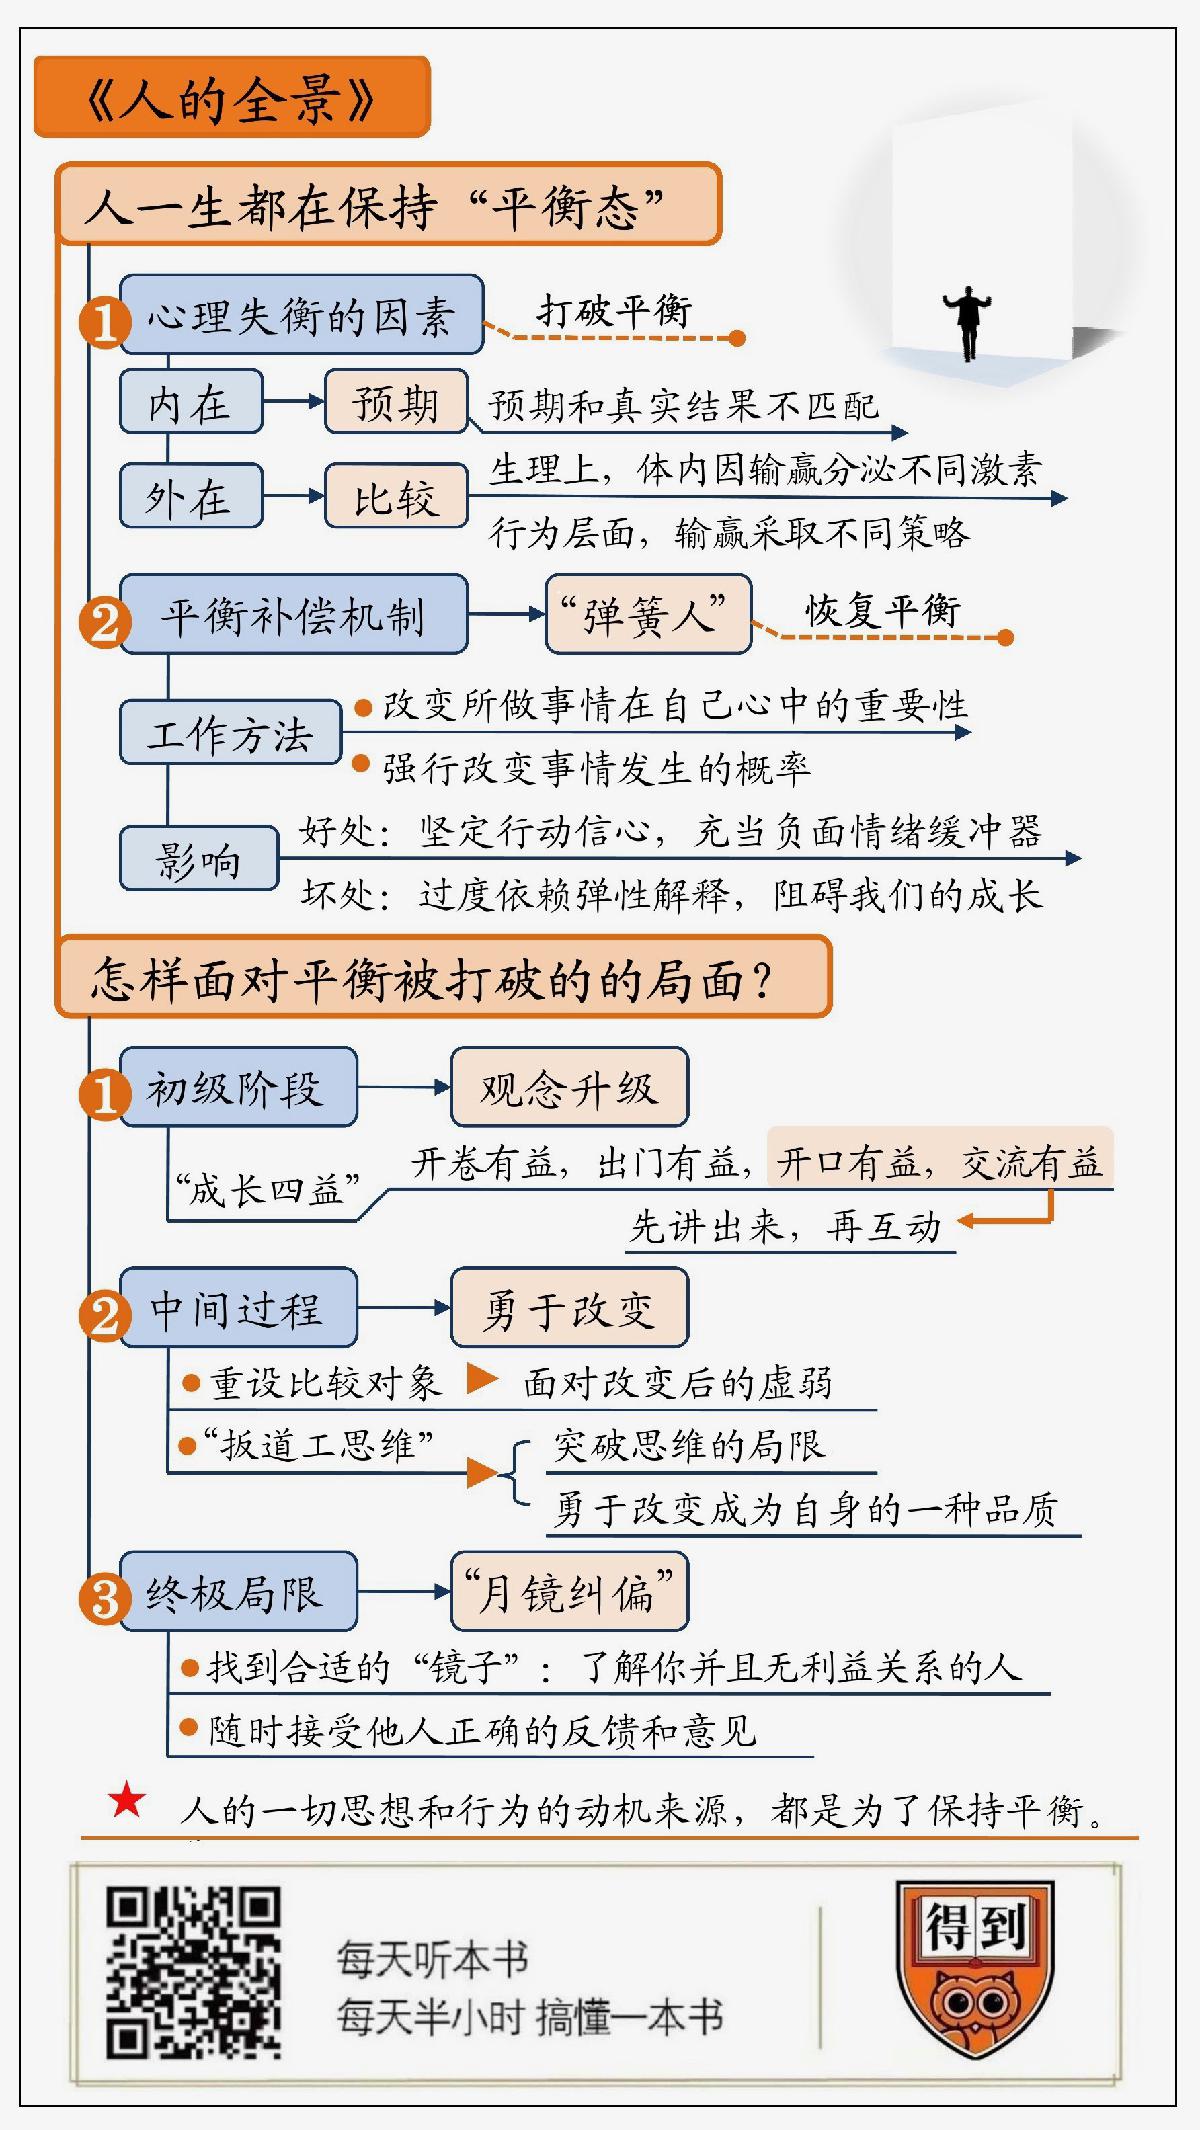 《人的全景》
人一生都在保持“平衡态”
1 心理失衡的因素 打破平衡
内在 预期 预期和真实结果不匹配
外在 比较 生理上，体内因输赢分泌不同激素
行为层面，输赢采取不同策略
2 平衡补偿机制 “弹簧人” 恢复平衡
工作方法 改变所做事情在自己心中的重要性
强行改变事情发生的概率
影响 好处：坚定行动信心，充当负面情绪缓冲器
坏处：过度依赖弹性解释，阻碍我们的成长
怎样面对平衡被打破的的局面？
1 初级阶段 观念升级
“成长四益” 开卷有益，出门有益，开口有益，交流有益
先讲出来，再互动
2 中间过程 勇于改变
重设比较对象 面对改变后的虚弱
“扳道工思维” 突破思维的局限
勇于改变成为自身的一种品质
3 终极局限 “月镜纠偏”
找到合适的“镜子”：了解你并且无利益关系的人
随时接受他人正确的反馈和意见
人的一切思想和行为的动机来源，都是为了保持平衡。
每天听本书
每天半小时 搞懂一本书
得到